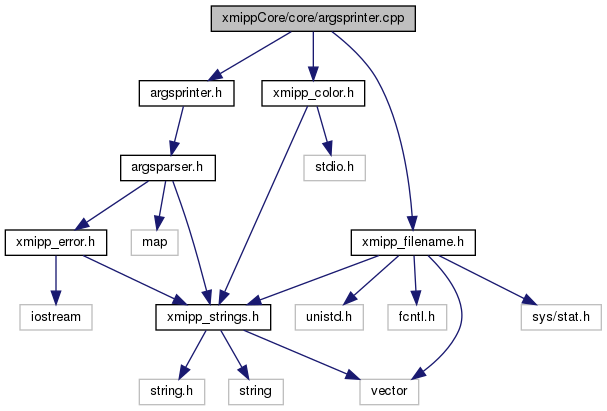 xmippCore/core/argsprinter.cpp
argsprinter.h
xmipp_color.h
argsparser.h
stdio.h
xmipp_error.h
map
xmipp_filename.h
iostream
xmipp_strings.h
unistd.h
fcntl.h
sys/stat.h
string.h
string
vector